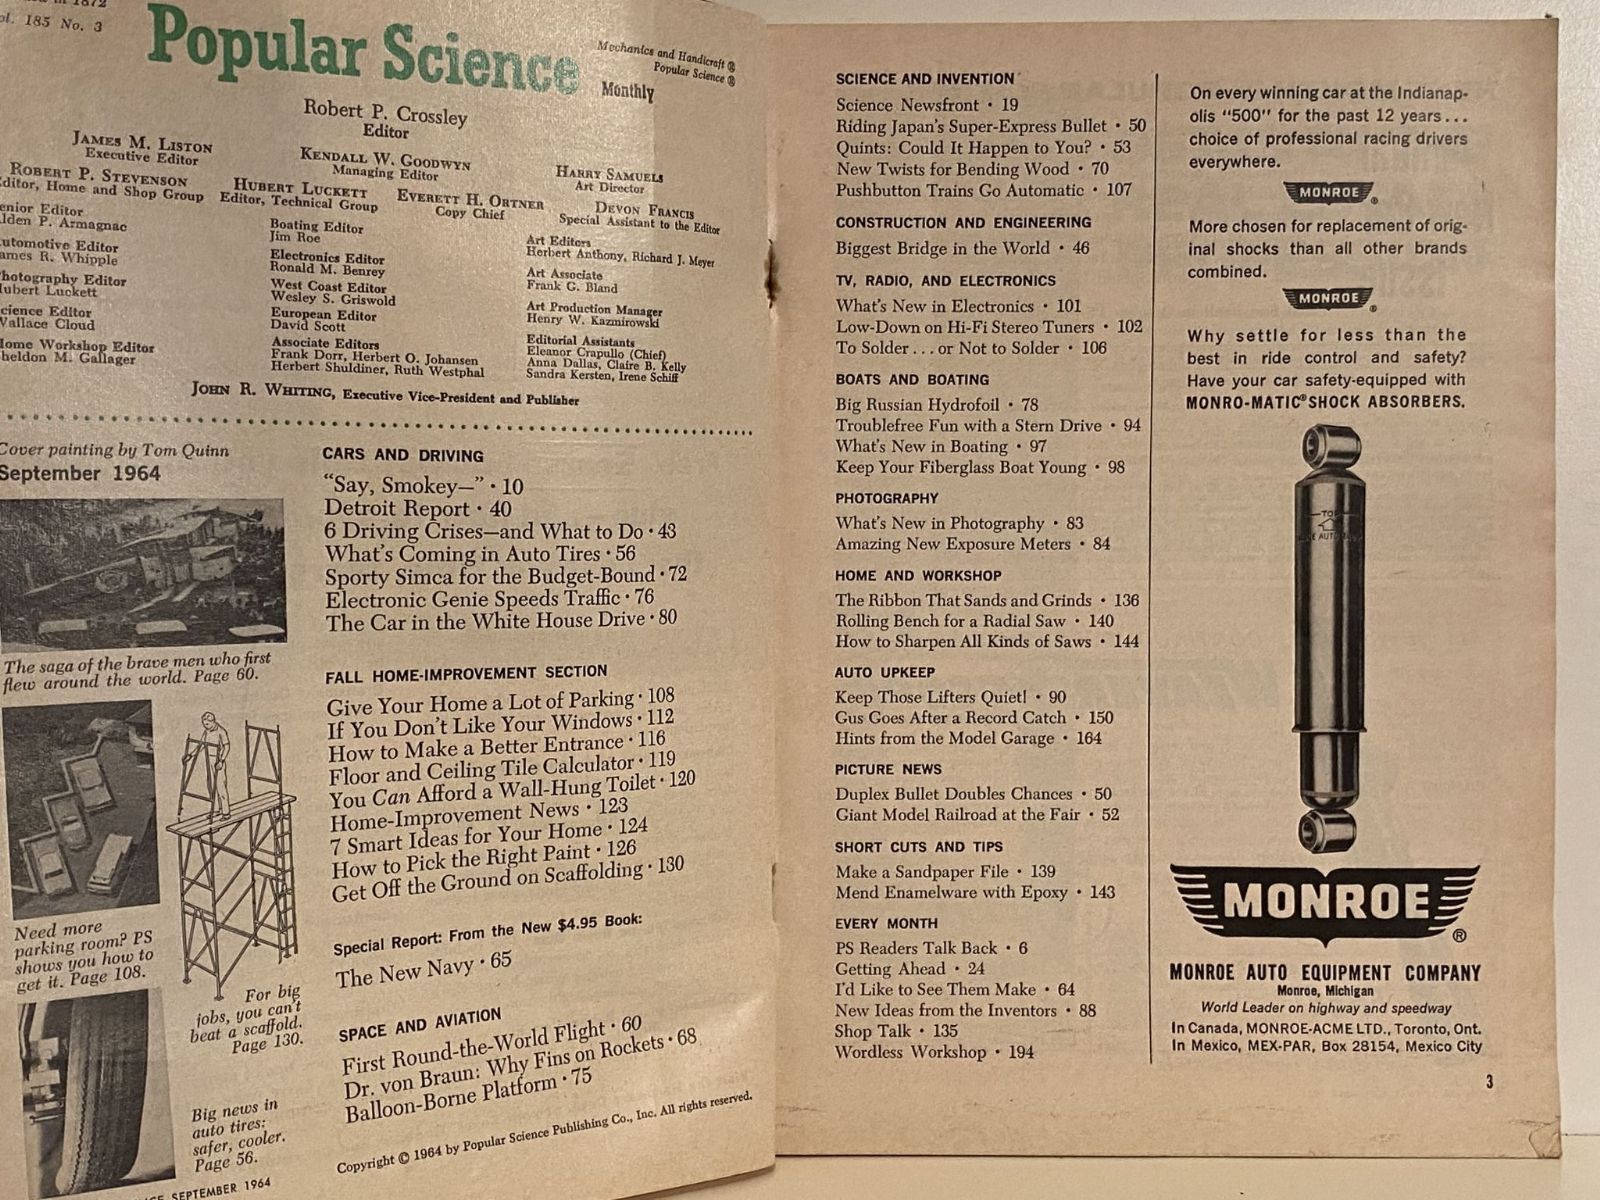 in 1872
185 No. 3
Popular Science
Monthly
Mechanics and Handicraft ®
Popular Science ®
Robert P. Crossley
Editor
JAMES M. LISTON
Executive Editor
KENDALL W. GOODWYN
Managing Editor
HARRY SAMUELS
Art Director
ROBERT P. STEVENSON
Editor, Home and Shop Group
HUBERT LUCKETT
Editor, Technical Group
EVERETT H. ORTNER
Copy Chief
DEVON FRANCIS
Special Assistant to the Editor
enior Editor
lden P. Armagnac
utomotive Editor
ames R. Whipple
hotography Editor
Hubert Luckett
cience Editor
Wallace Cloud
Home Workshop Editor
Sheldon M. Gallager
Boating Editor
Jim Roe
Electronics Editor
Ronald M. Benrey
West Coast Editor
Wesley S. Griswold
European Editor
David Scott
Associate Editors
Frank Dorr, Herbert O. Johansen
Herbert Shuldiner, Ruth Westphal
Art Editors
Herbert Anthony, Richard J. Meyer
Art Associate
Frank G. Bland
Art Production Manager
Henry W. Kazmirowski
Editorial Assistants
Eleanor Crapullo (Chief)
Anna Dallas, Claire B. Kelly
Sandra Kersten, Irene Schiff
JOHN R. WHITING, Executive Vice-President and Publisher
Cover painting by Tom Quinn
September 1964
The saga of the brave men who first
flew around the world. Page 60.
Need more
parking room? PS
shows you how to
get it. Page 108.
For big
jobs, you can't
beat a scaffold.
Page 130.
Big news in
auto tires:
safer, cooler.
Page 56.
SEPTEMBER 1964
CARS AND DRIVING
"Say, Smokey—" • 10
Detroit Report • 40
6 Driving Crises—and What to Do • 43
What's Coming in Auto Tires • 56
Sporty Simca for the Budget-Bound • 72
Electronic Genie Speeds Traffic • 76
The Car in the White House Drive • 80
FALL HOME-IMPROVEMENT SECTION
Give Your Home a Lot of Parking • 108
If You Don't Like Your Windows • 112
How to Make a Better Entrance • 116
Floor and Ceiling Tile Calculator • 119
You Can Afford a Wall-Hung Toilet • 120
Home-Improvement News • 123
7 Smart Ideas for Your Home • 124
How to Pick the Right Paint • 126
Get Off the Ground on Scaffolding • 130
Special Report: From the New $4.95 Book:
The New Navy • 65
SPACE AND AVIATION
First Round-the-World Flight • 60
Dr. von Braun: Why Fins on Rockets • 68
Balloon-Borne Platform • 75
Copyright © 1964 by Popular Science Publishing Co., Inc. All rights reserved.
SCIENCE AND INVENTION
Science Newsfront • 19
Riding Japan's Super-Express Bullet • 50
Quints: Could It Happen to You? • 53
New Twists for Bending Wood • 70
Pushbutton Trains Go Automatic • 107
CONSTRUCTION AND ENGINEERING
Biggest Bridge in the World • 46
TV, RADIO, AND ELECTRONICS
What's New in Electronics • 101
Low-Down on Hi-Fi Stereo Tuners • 102
To Solder . . . or Not to Solder • 106
BOATS AND BOATING
Big Russian Hydrofoil • 78
Troublefree Fun with a Stern Drive • 94
What's New in Boating • 97
Keep Your Fiberglass Boat Young • 98
PHOTOGRAPHY
What's New in Photography • 83
Amazing New Exposure Meters • 84
HOME AND WORKSHOP
The Ribbon That Sands and Grinds • 136
Rolling Bench for a Radial Saw • 140
How to Sharpen All Kinds of Saws • 144
AUTO UPKEEP
Keep Those Lifters Quiet! • 90
Gus Goes After a Record Catch • 150
Hints from the Model Garage • 164
PICTURE NEWS
Duplex Bullet Doubles Chances • 50
Giant Model Railroad at the Fair • 52
SHORT CUTS AND TIPS
Make a Sandpaper File • 139
Mend Enamelware with Epoxy • 143
EVERY MONTH
PS Readers Talk Back • 6
Getting Ahead • 24
I'd Like to See Them Make • 64
New Ideas from the Inventors • 88
Shop Talk • 135
Wordless Workshop • 194
On every winning car at the Indianap-
olis "500" for the past 12 years...
choice of professional racing drivers
everywhere.
MONROE®
More chosen for replacement of orig-
inal shocks than all other brands
combined.
MONROE®
Why settle for less than the
best in ride control and safety?
Have your car safety-equipped with
MONRO-MATIC® SHOCK ABSORBERS.
TOP
MONROE®
MONROE AUTO EQUIPMENT COMPANY
Monroe, Michigan
World Leader on highway and speedway
In Canada, MONROE-ACME LTD., Toronto, Ont.
In Mexico, MEX-PAR, Box 28154, Mexico City
3